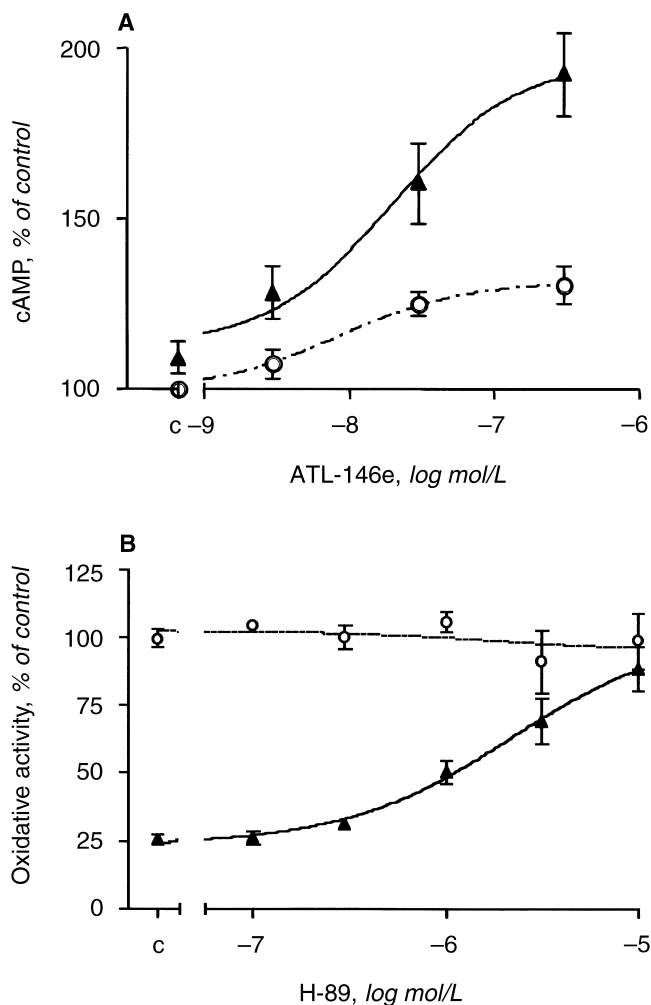 A
200
150
100
cAMP, % of control
c –9 –8 –7 –6
ATL-146e, log mol/L
B
125
100
75
50
25
0
Oxidative activity, % of control
c –7 –6 –5
H-89, log mol/L